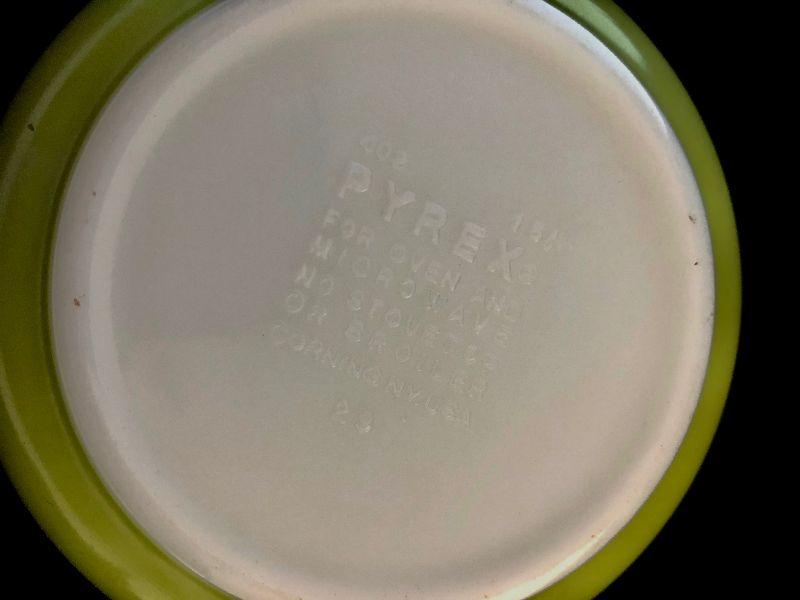 402
PYREX®
FOR OVEN AND
MICROWAVE
NO STOVETOP
OR BROILER
CORNING NY. USA